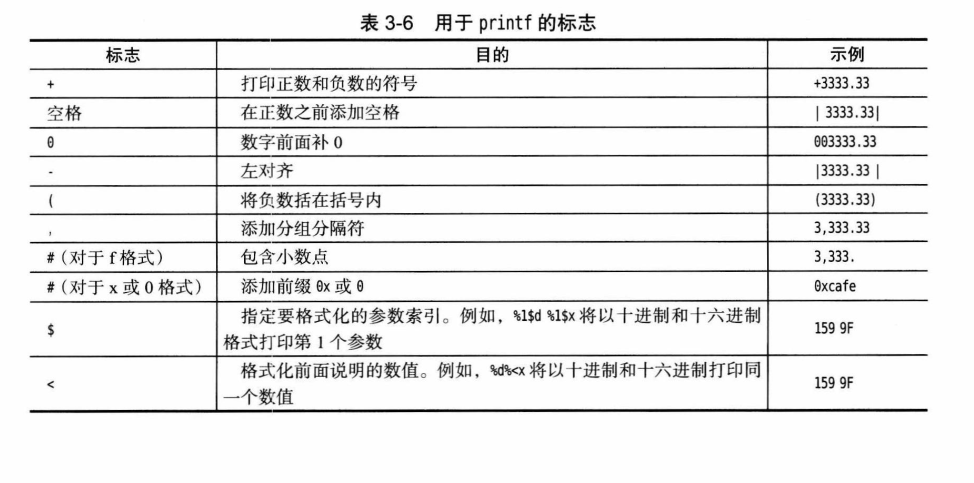 表 3-6 用于 printf 的标志
标志 目的 示例
+ 打印正数和负数的符号 +3333.33
空格 在正数之前添加空格 | 3333.33|
0 数字前面补 0 003333.33
- 左对齐 |3333.33 |
( 将负数括在括号内 (3333.33)
, 添加分组分隔符 3,333.33
# (对于 f 格式) 包含小数点 3,333.
# (对于 x 或 0 格式) 添加前缀 0x 或 0 0xcafe
$ 指定要格式化的参数索引。例如，%1$d %1$x 将以十进制和十六进制 159 9F
格式打印第 1 个参数
< 格式化前面说明的数值。例如，%d%<x 将以十进制和十六进制打印同 159 9F
一个数值